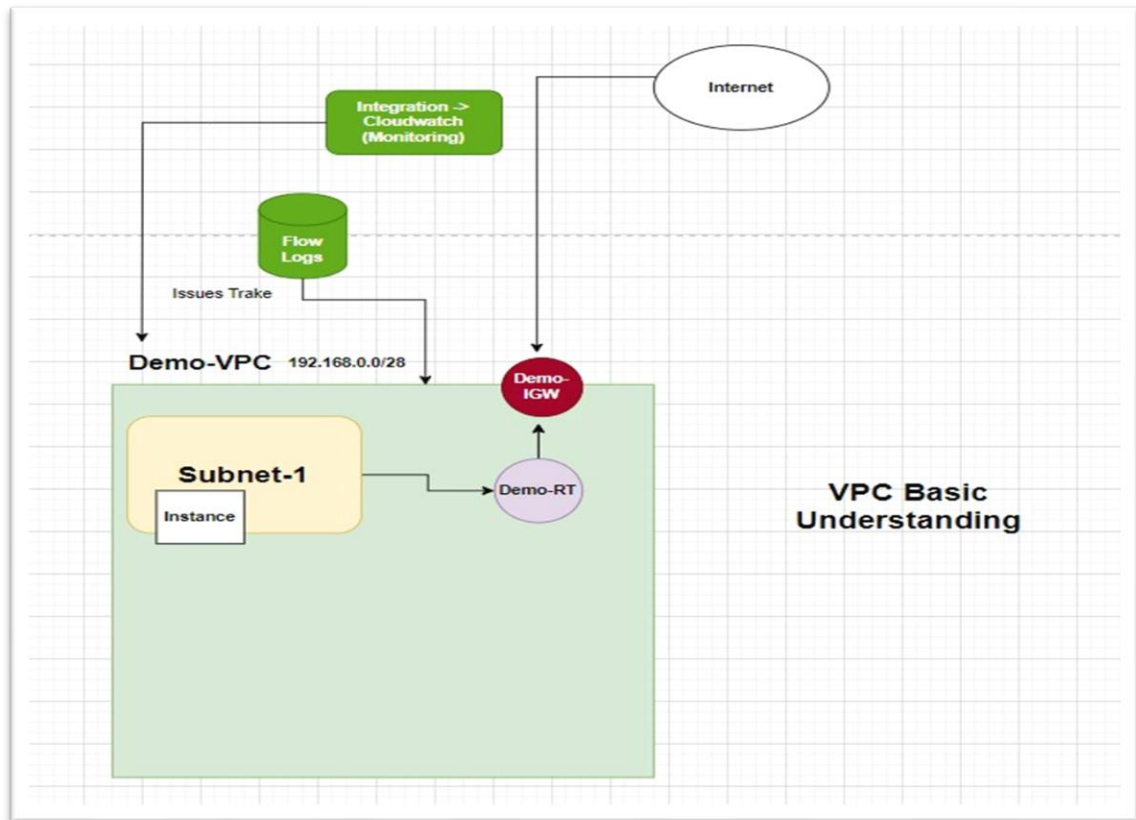 Internet
Integration ->
Cloudwatch
(Monitoring)
Flow
Logs
Issues Trake
Demo-VPC 192.168.0.0/28
Demo-
IGW
Subnet-1
Instance
Demo-RT
VPC Basic
Understanding